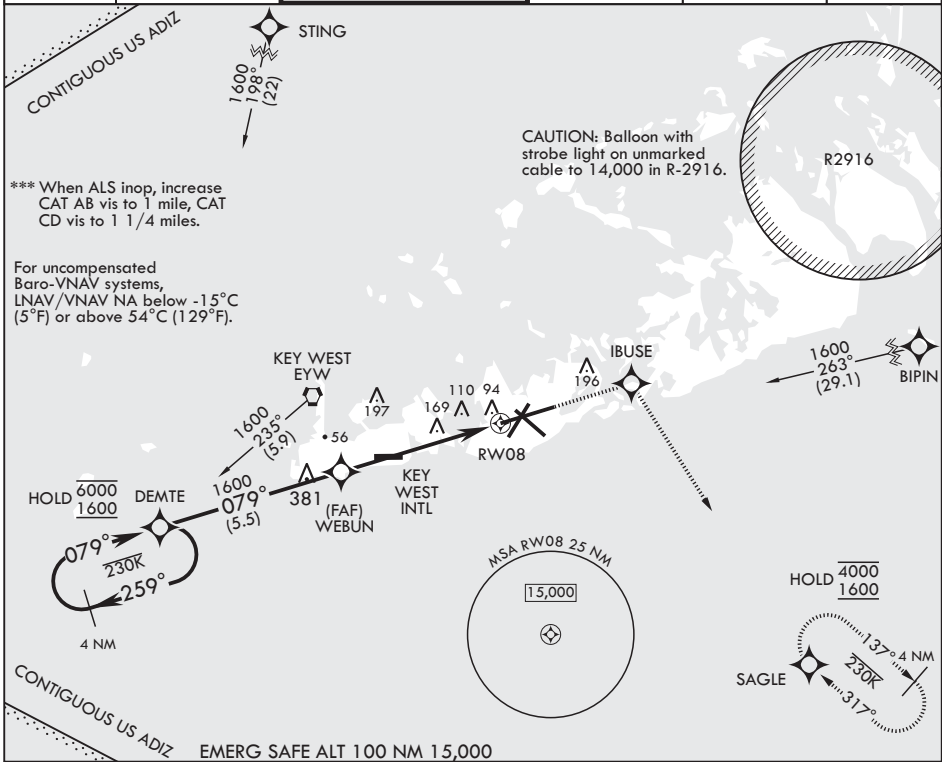 STING
CONTIGUOUS US ADIZ
1600
198°
(22)
CAUTION: Balloon with
strobe light on unmarked
cable to 14,000 in R-2916.
R2916
*** When ALS inop, increase
CAT AB vis to 1 mile, CAT
CD vis to 1 1/4 miles.
For uncompensated
Baro-VNAV systems,
LNAV/VNAV NA below -15°C
(5°F) or above 54°C (129°F).
KEY WEST
EYW
IBUSE
1600
263°
(29.1)
BIPIN
197
169
110
94
196
1600
235°
(5.9)
56
RW08
HOLD 6000
1600
DEMTE
1600
079°
(5.5)
381
(FAF)
WEBUN
KEY
WEST
INTL
079°
230K
259°
4 NM
MSA RW08 25 NM
15,000
HOLD 4000
1600
SAGLE
137°
4 NM
230K
317°
CONTIGUOUS US ADIZ
EMERG SAFE ALT 100 NM 15,000